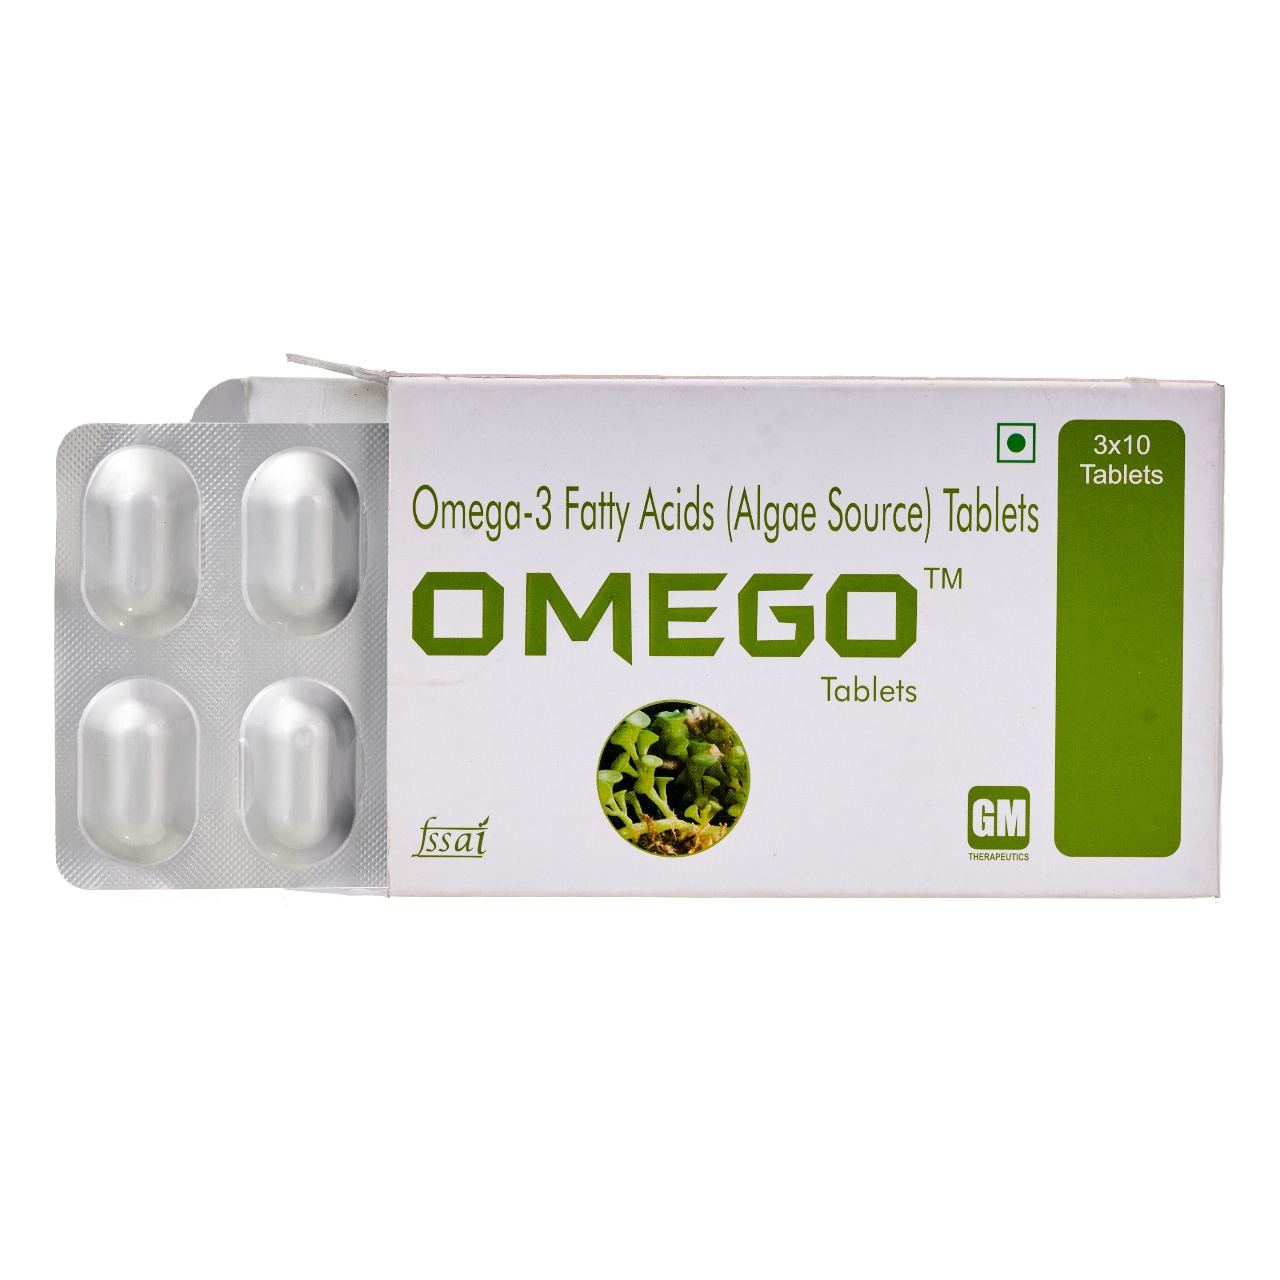 3x10
Tablets
Omega-3 Fatty Acids (Algae Source) Tablets
OMEGO™
Tablets
fssai
GM
THERAPEUTICS